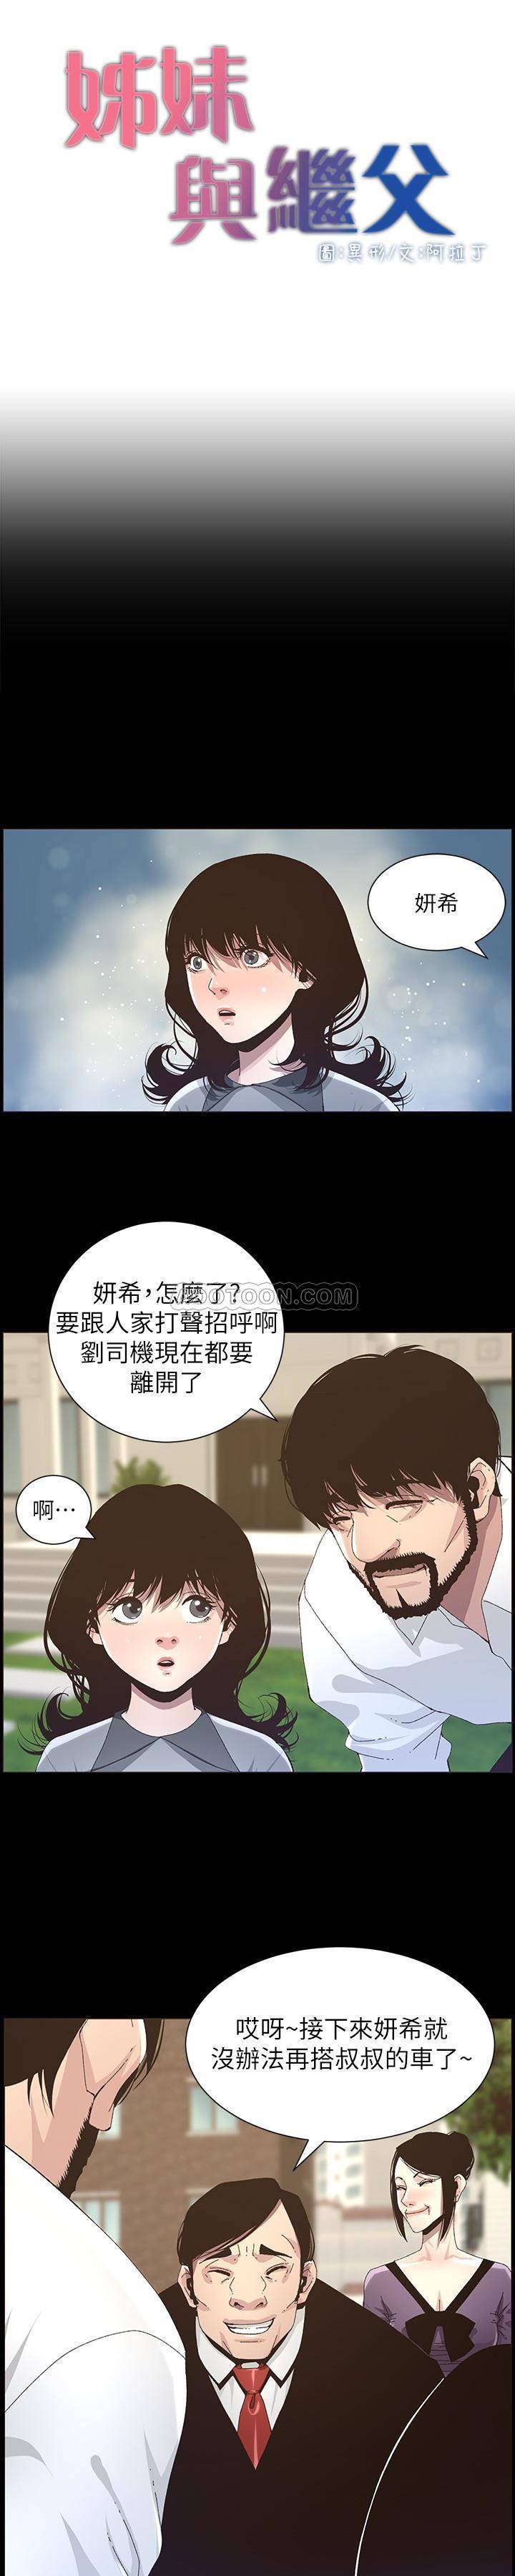 姊妹
與繼父
圖:異形/文:阿拉丁
妍希
妍希,怎麼了?
要跟人家打聲招呼啊
劉司機現在都要
離開了
啊…
哎呀~接下來妍希就
沒辦法再搭叔叔的車了~